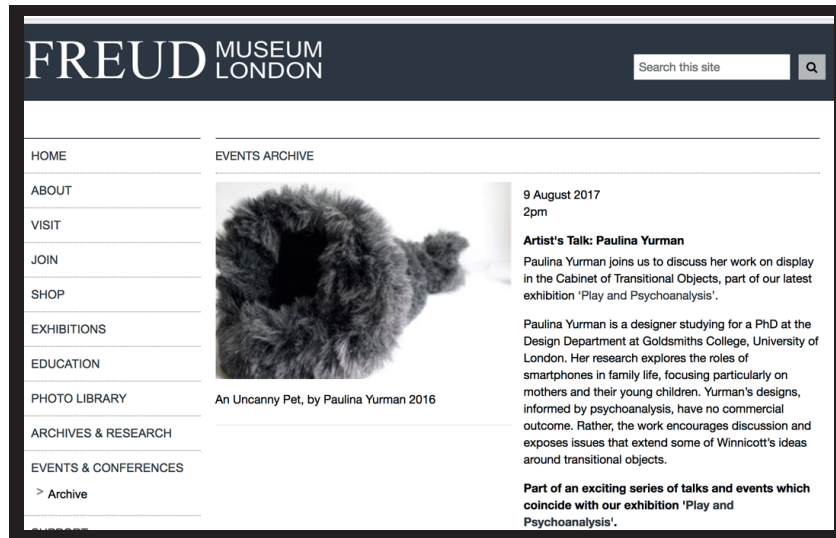 FREUD MUSEUM
LONDON
Search this site
HOME
ABOUT
VISIT
JOIN
SHOP
EXHIBITIONS
EDUCATION
PHOTO LIBRARY
ARCHIVES & RESEARCH
EVENTS & CONFERENCES
> Archive
SUPPORT
EVENTS ARCHIVE
An Uncanny Pet, by Paulina Yurman 2016
9 August 2017
2pm
Artist's Talk: Paulina Yurman
Paulina Yurman joins us to discuss her work on display
in the Cabinet of Transitional Objects, part of our latest
exhibition 'Play and Psychoanalysis'.
Paulina Yurman is a designer studying for a PhD at the
Design Department at Goldsmiths College, University of
London. Her research explores the roles of
smartphones in family life, focusing particularly on
mothers and their young children. Yurman's designs,
informed by psychoanalysis, have no commercial
outcome. Rather, the work encourages discussion and
exposes issues that extend some of Winnicott's ideas
around transitional objects.
Part of an exciting series of talks and events which
coincide with our exhibition 'Play and
Psychoanalysis'.